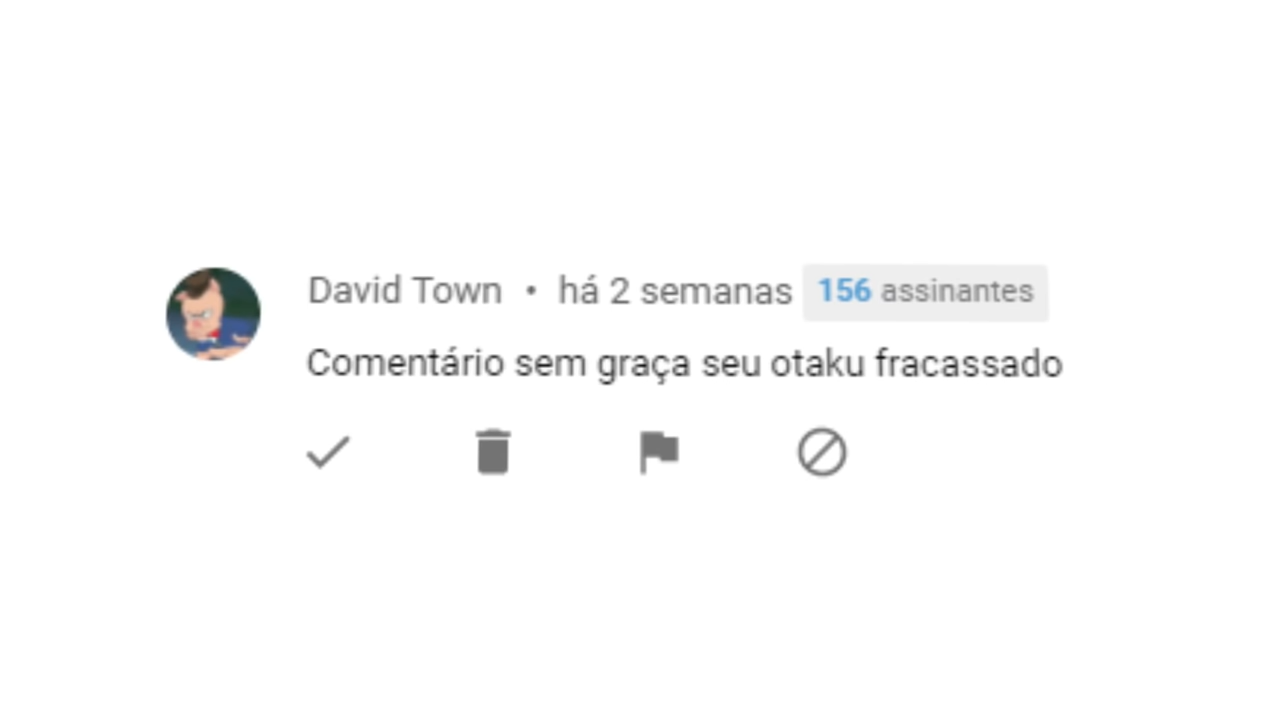 David Town • há 2 semanas 156 assinantes
Comentário sem graça seu otaku fracassado